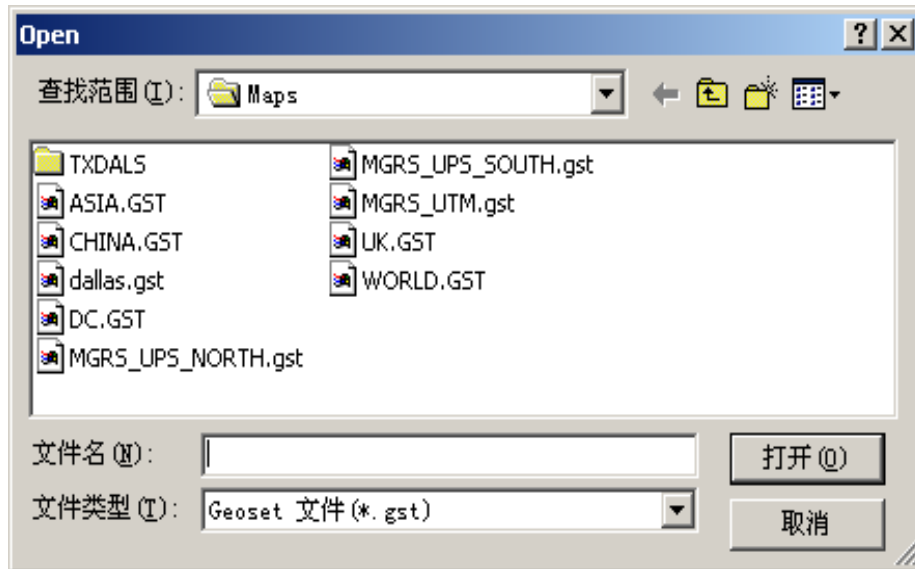 Open
查找范围(I): Maps
TXDALS
ASIA.GST
CHINA.GST
dallas.gst
DC.GST
MGRS_UPS_NORTH.gst
MGRS_UPS_SOUTH.gst
MGRS_UTM.gst
UK.GST
WORLD.GST
文件名(N):
打开(O)
文件类型(T): Geoset 文件(*.gst)
取消